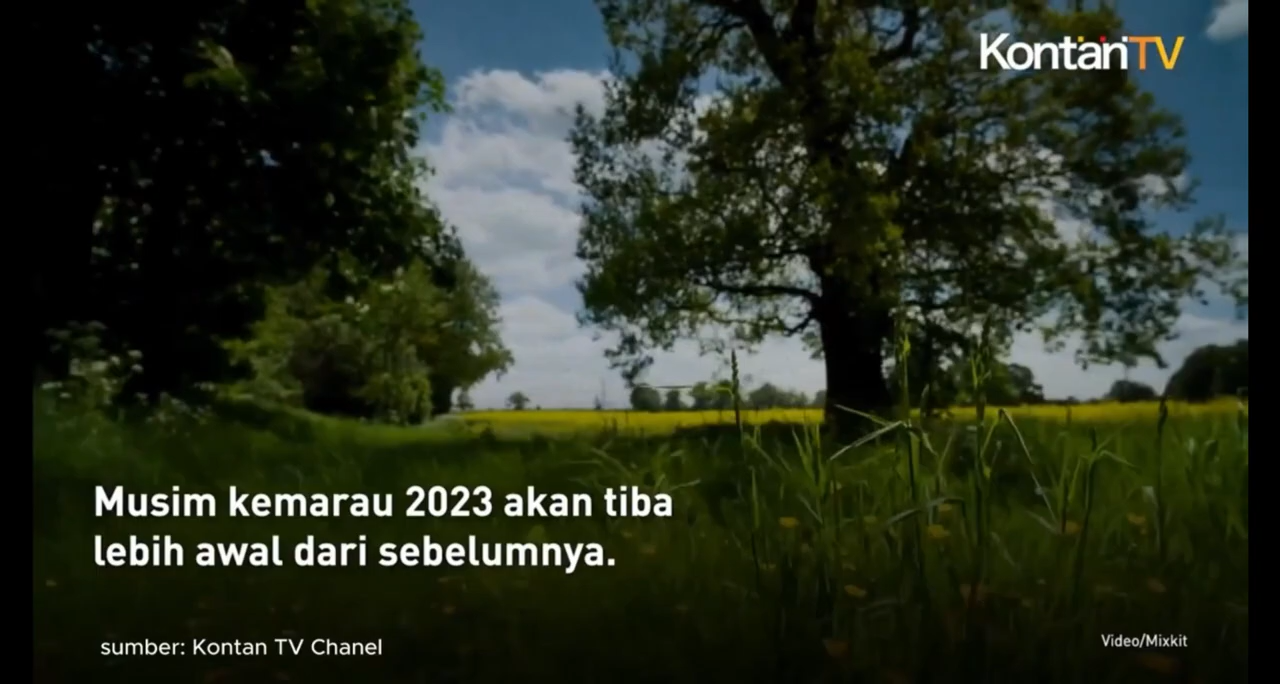 KontanTV
Musim kemarau 2023 akan tiba
lebih awal dari sebelumnya.
sumber: Kontan TV Chanel
Video/Mixkit